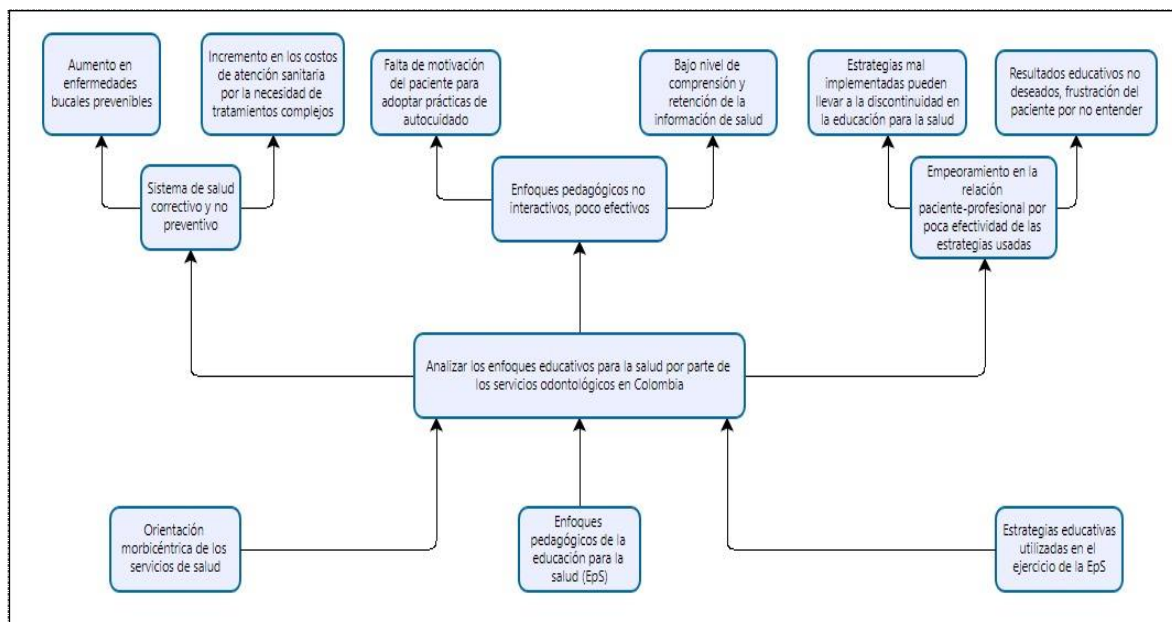 Aumento en
enfermedades
bucales prevenibles
Incremento en los costos
de atención sanitaria
por la necesidad de
tratamientos complejos
Falta de motivación
del paciente para
adoptar prácticas de
autocuidado
Bajo nivel de
comprensión y
retención de la
información de salud
Estrategias mal
implementadas pueden
llevar a la discontinuidad en
la educación para la salud
Resultados educativos no
deseados, frustración del
paciente por no entender
Sistema de salud
correctivo y no
preventivo
Enfoques pedagógicos no
interactivos, poco efectivos
Empeoramiento en la
relación
paciente-profesional por
poca efectividad de las
estrategias usadas
Analizar los enfoques educativos para la salud por parte de
los servicios odontológicos en Colombia
Orientación
morbicéntrica de los
servicios de salud
Enfoques
pedagógicos de la
educación para la
salud (EpS)
Estrategias educativas
utilizadas en el
ejercicio de la EpS